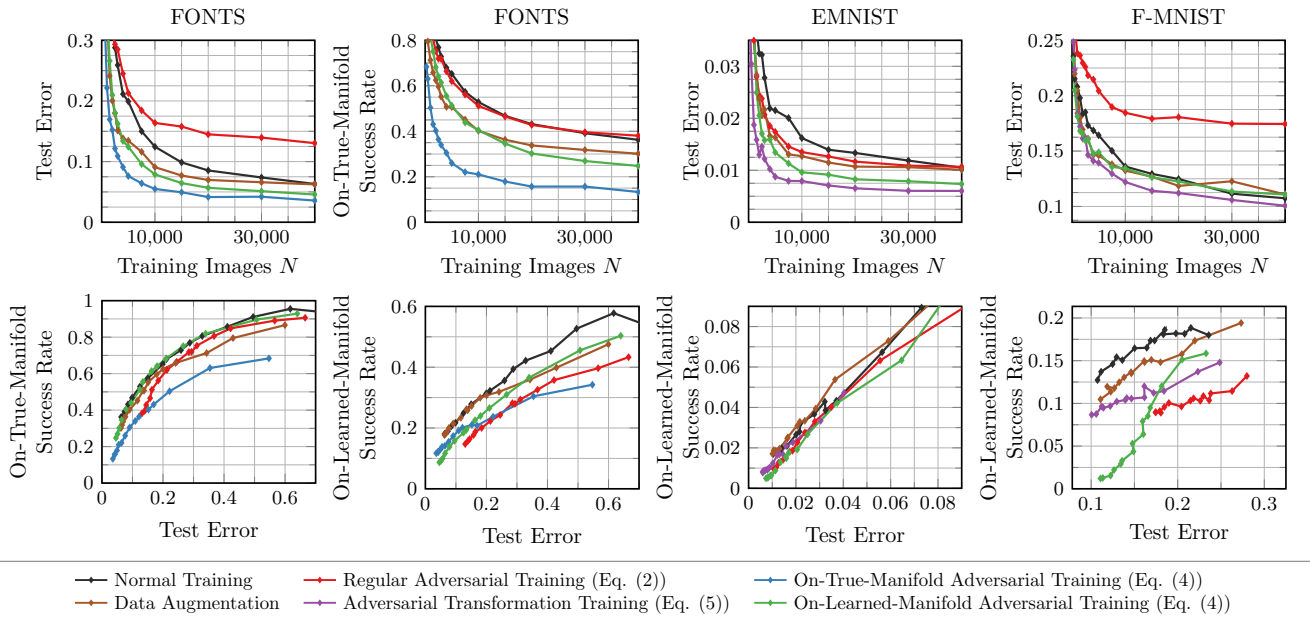 FONTS
FONTS
EMNIST
F-MNIST
Test Error
0.3
0.2
0.1
0
10,000
30,000
Training Images N
On-True-Manifold
Success Rate
0.8
0.6
0.4
0.2
0
10,000
30,000
Training Images N
Test Error
0.03
0.02
0.01
0
10,000
30,000
Training Images N
Test Error
0.25
0.2
0.15
0.1
10,000
30,000
Training Images N
On-True-Manifold
Success Rate
1
0.8
0.6
0.4
0.2
0
0
0.2
0.4
0.6
Test Error
On-Learned-Manifold
Success Rate
0.6
0.4
0.2
0
0
0.2
0.4
0.6
Test Error
On-Learned-Manifold
Success Rate
0.08
0.06
0.04
0.02
0
0
0.02
0.04
0.06
0.08
Test Error
On-Learned-Manifold
Success Rate
0.2
0.15
0.1
0.05
0
0.1
0.2
0.3
Test Error
Normal Training
Regular Adversarial Training (Eq. (2))
On-True-Manifold Adversarial Training (Eq. (4))
Data Augmentation
Adversarial Transformation Training (Eq. (5))
On-Learned-Manifold Adversarial Training (Eq. (4))